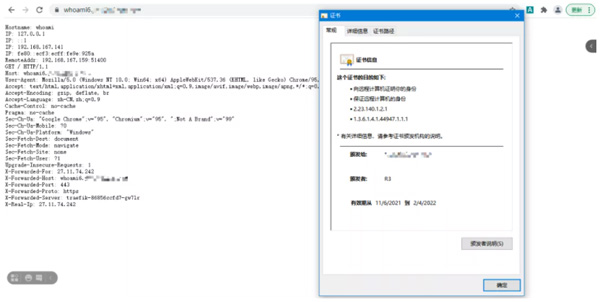 whoami6.
更新
Hostname: whoami
IP: 127.0.0.1
IP: ::1
IP: 192.168.167.141
IP: fe80::ecf3:ecff:fe9e:925a
RemoteAddr: 192.168.167.159:51400
GET / HTTP/1.1
Host: whoami6.
User-Agent: Mozilla/5.0 (Windows NT 10.0; Win64; x64) AppleWebKit/537.36 (KHTML, like Gecko) Chrome/95.
Accept: text/html,application/xhtml+xml,application/xml;q=0.9,image/avif,image/webp,image/apng,*/*;q=0.
Accept-Encoding: gzip, deflate, br
Accept-Language: zh-CN,zh;q=0.9
Cache-Control: no-cache
Pragma: no-cache
Sec-Ch-Ua: "Google Chrome";v="95", "Chromium";v="95", ";Not A Brand";v="99"
Sec-Ch-Ua-Mobile: ?0
Sec-Ch-Ua-Platform: "Windows"
Sec-Fetch-Dest: document
Sec-Fetch-Mode: navigate
Sec-Fetch-Site: none
Sec-Fetch-User: ?1
Upgrade-Insecure-Requests: 1
X-Forwarded-For: 27.11.74.242
X-Forwarded-Host: whoami6.
X-Forwarded-Port: 443
X-Forwarded-Proto: https
X-Forwarded-Server: traefik-86956ccfd7-gw7lc
X-Real-Ip: 27.11.74.242
证书
常规 详细信息 证书路径
证书信息
这个证书的目的如下:
• 向远程计算机证明你的身份
• 保证远程计算机的身份
• 2.23.140.1.2.1
• 1.3.6.1.4.1.44947.1.1.1
* 有关详细信息，请参考证书颁发机构的说明。
颁发给: *.
颁发者: R3
有效期从 11/6/2021 到 2/4/2022
颁发者说明(S)
确定